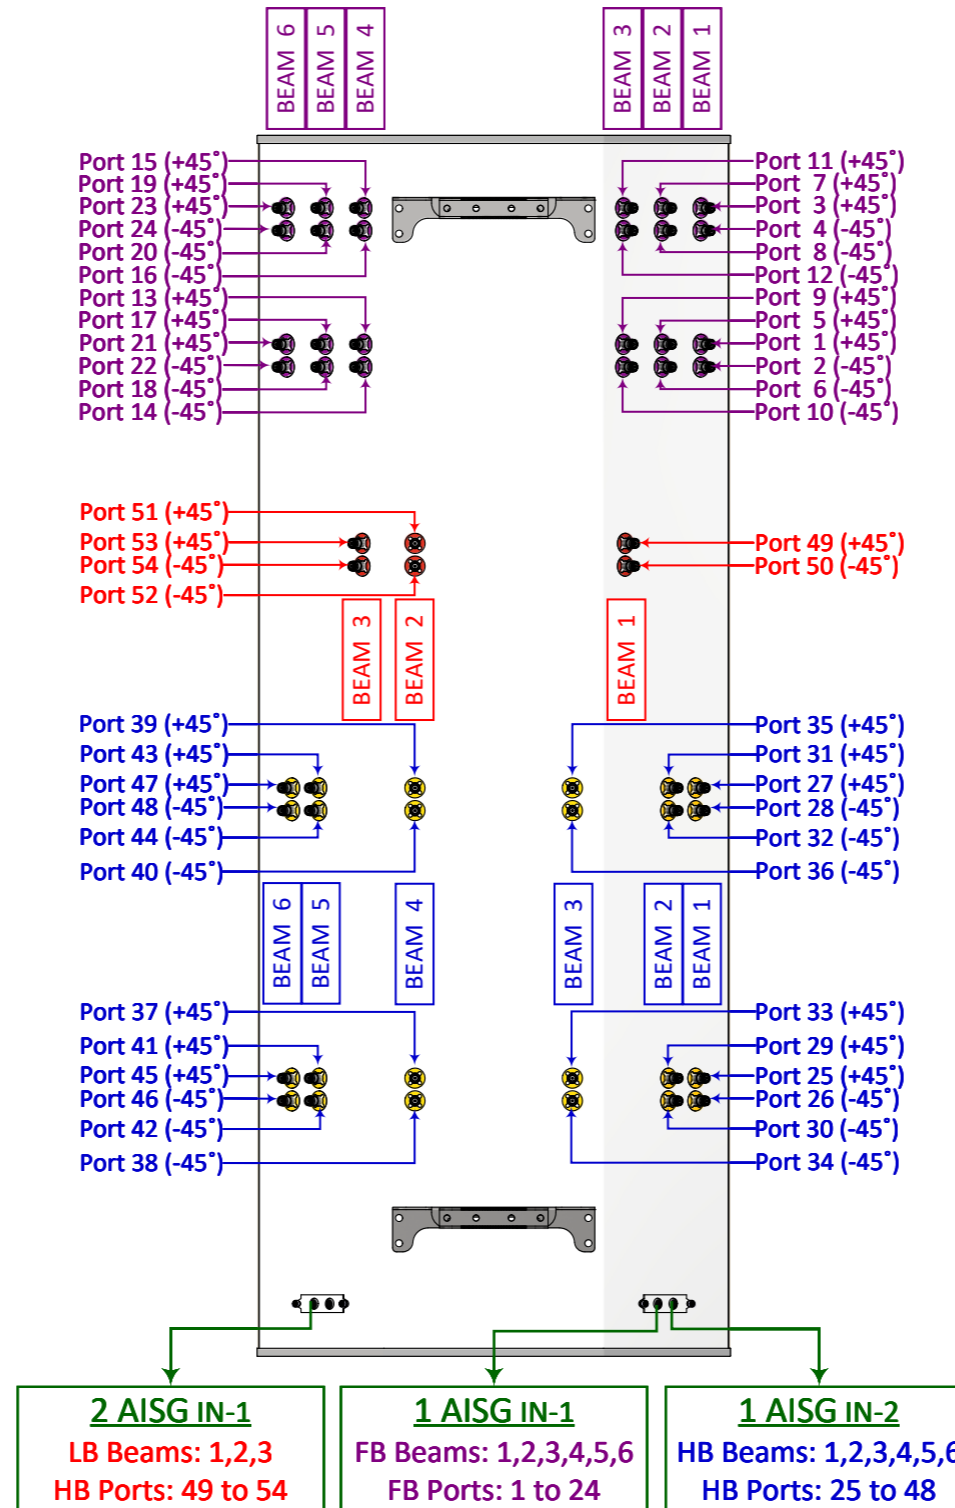 BEAM 6
BEAM 5
BEAM 4
BEAM 3
BEAM 2
BEAM 1
Port 15 (+45°)
Port 19 (+45°)
Port 23 (+45°)
Port 24 (-45°)
Port 20 (-45°)
Port 16 (-45°)
Port 13 (+45°)
Port 17 (+45°)
Port 21 (+45°)
Port 22 (-45°)
Port 18 (-45°)
Port 14 (-45°)
Port 11 (+45°)
Port 7 (+45°)
Port 3 (+45°)
Port 4 (-45°)
Port 8 (-45°)
Port 12 (-45°)
Port 9 (+45°)
Port 5 (+45°)
Port 1 (+45°)
Port 2 (-45°)
Port 6 (-45°)
Port 10 (-45°)
Port 51 (+45°)
Port 53 (+45°)
Port 54 (-45°)
Port 52 (-45°)
Port 49 (+45°)
Port 50 (-45°)
BEAM 3
BEAM 2
BEAM 1
Port 39 (+45°)
Port 43 (+45°)
Port 47 (+45°)
Port 48 (-45°)
Port 44 (-45°)
Port 40 (-45°)
Port 35 (+45°)
Port 31 (+45°)
Port 27 (+45°)
Port 28 (-45°)
Port 32 (-45°)
Port 36 (-45°)
BEAM 6
BEAM 5
BEAM 4
BEAM 3
BEAM 2
BEAM 1
Port 37 (+45°)
Port 41 (+45°)
Port 45 (+45°)
Port 46 (-45°)
Port 42 (-45°)
Port 38 (-45°)
Port 33 (+45°)
Port 29 (+45°)
Port 25 (+45°)
Port 26 (-45°)
Port 30 (-45°)
Port 34 (-45°)
2 AISG IN-1
LB Beams: 1,2,3
HB Ports: 49 to 54
1 AISG IN-1
FB Beams: 1,2,3,4,5,6
FB Ports: 1 to 24
1 AISG IN-2
HB Beams: 1,2,3,4,5,6
HB Ports: 25 to 48